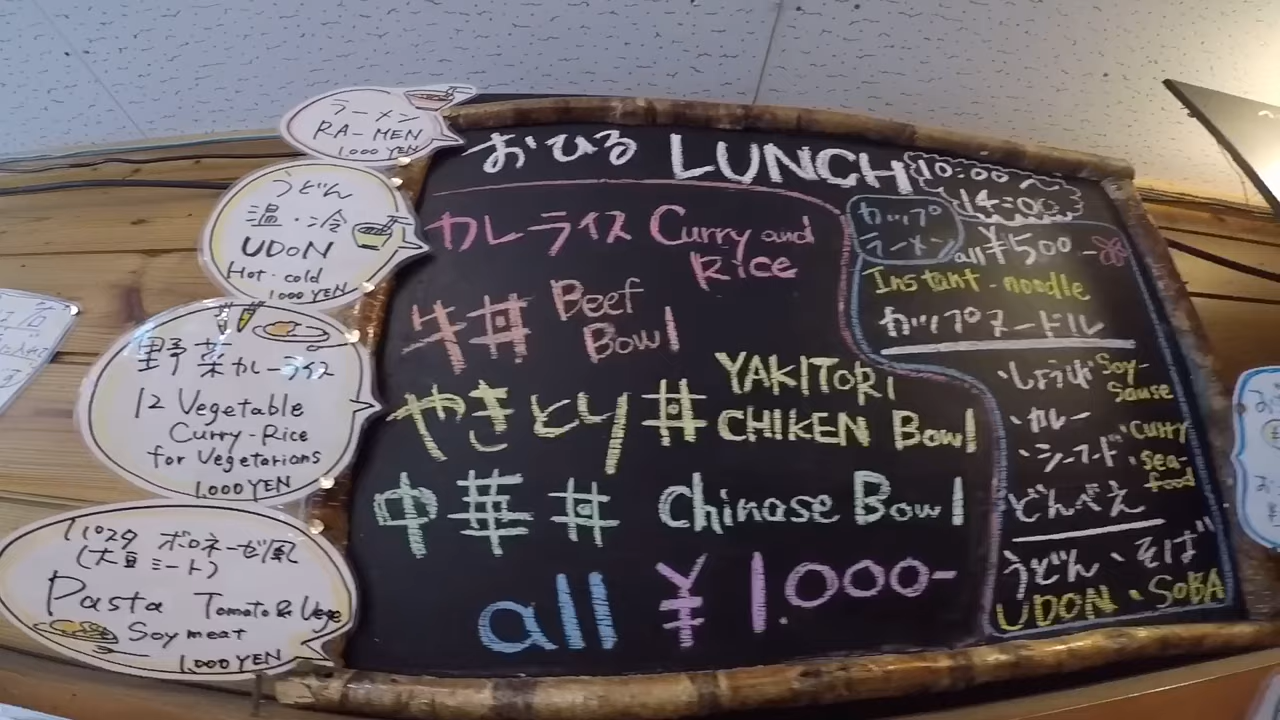 ラーメン
RA-MEN
1,000 YEN
うどん
温・冷
UDON
Hot・cold
1000 YEN
野菜カレーライス
12 Vegetable
Curry-Rice
for Vegetarians
1,000 YEN
パスタ ボロネーゼ風
(大豆ミート)
Pasta Tomato & Vege
Soy meat
1,000 YEN
おひる LUNCH 10:00~
14:00
カレーライス Curry and
Rice
牛丼 Beef
Bowl
やきとり丼 YAKITORI
CHIKEN Bowl
中華丼 Chinase Bowl
all ¥1.000-
カップ
ラーメン all ¥500-
Instant-noodle
カップヌードル
・しょうゆ Soy-
Sause
・カレー ・Curry
・シーフード ・Sea-
food
どんべえ
うどん・そば
UDON・SOBA